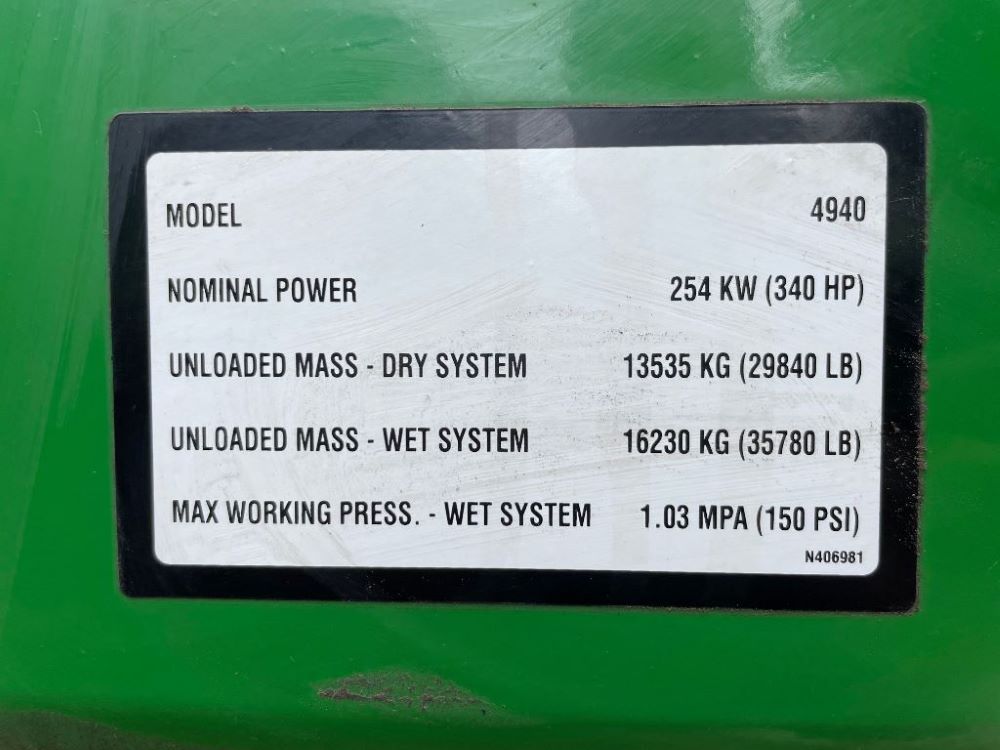 MODEL 4940
NOMINAL POWER 254 KW (340 HP)
UNLOADED MASS - DRY SYSTEM 13535 KG (29840 LB)
UNLOADED MASS - WET SYSTEM 16230 KG (35780 LB)
MAX WORKING PRESS. - WET SYSTEM 1.03 MPA (150 PSI)
N406981